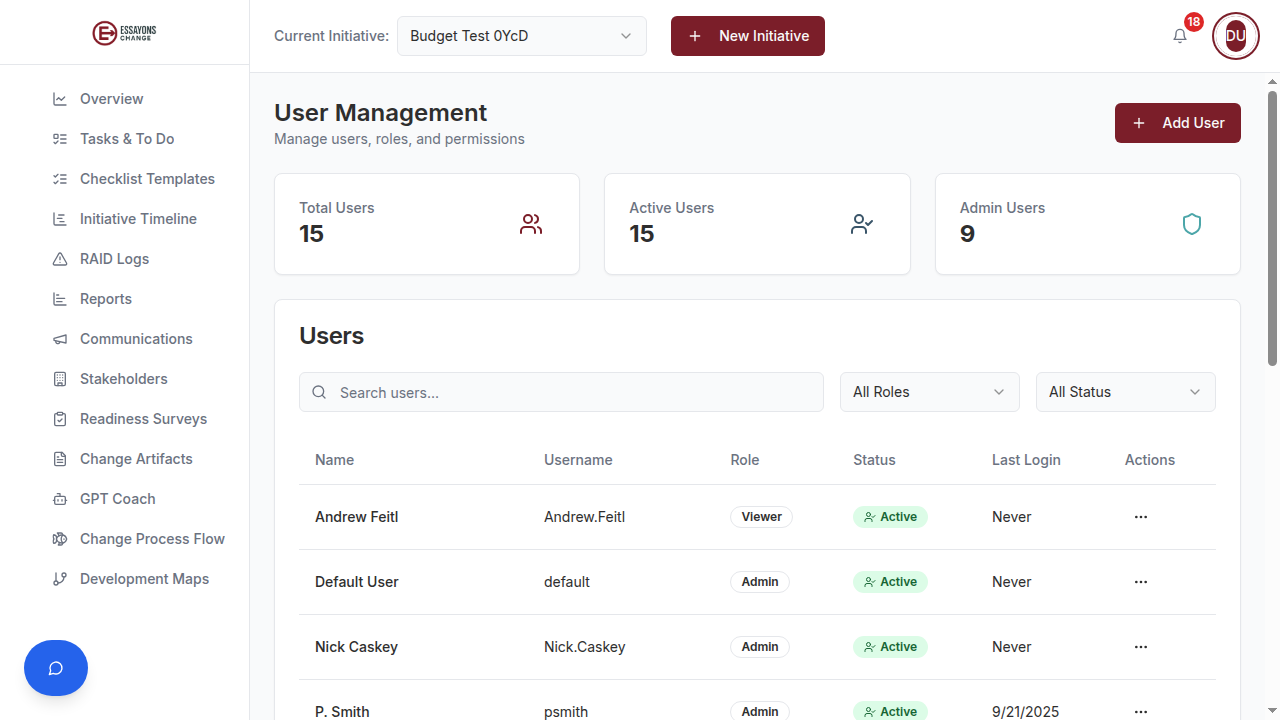 ESSAYONS
CHANGE
Current Initiative:
Budget Test 0YcD
New Initiative
18
DU
Overview
Tasks & To Do
Checklist Templates
Initiative Timeline
RAID Logs
Reports
Communications
Stakeholders
Readiness Surveys
Change Artifacts
GPT Coach
Change Process Flow
Development Maps
User Management
Manage users, roles, and permissions
Add User
Total Users
15
Active Users
15
Admin Users
9
Users
Search users...
All Roles
All Status
Name Username Role Status Last Login Actions
Andrew Feitl Andrew.Feitl Viewer Active Never
Default User default Admin Active Never
Nick Caskey Nick.Caskey Admin Active Never
P. Smith psmith Admin Active 9/21/2025